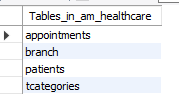 Tables_in_am_healthcare
appointments
branch
patients
tcategories